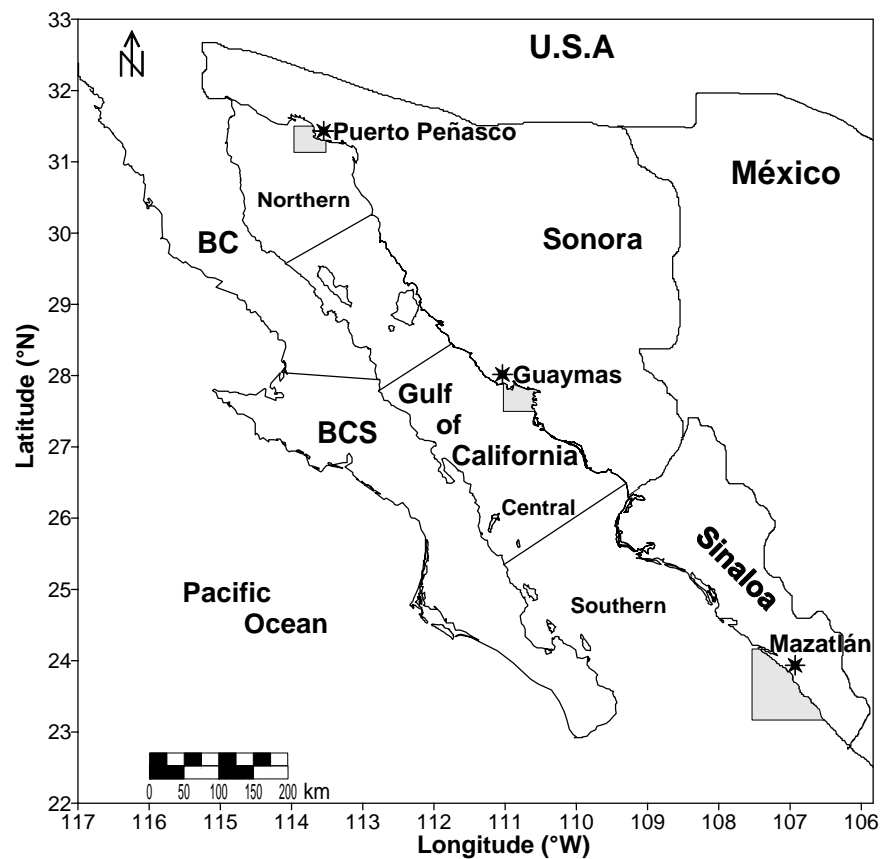 33
32
31
30
29
28
27
26
25
24
23
22
Latitude (°N)
N
U.S.A
Puerto Peñasco
México
Northern
BC
Sonora
Guaymas
Gulf
of
California
BCS
Central
Sinaloa
Southern
Pacific
Ocean
Mazatlán
0 50 100 150 200 km
117 116 115 114 113 112 111 110 109 108 107 106
Longitude (°W)